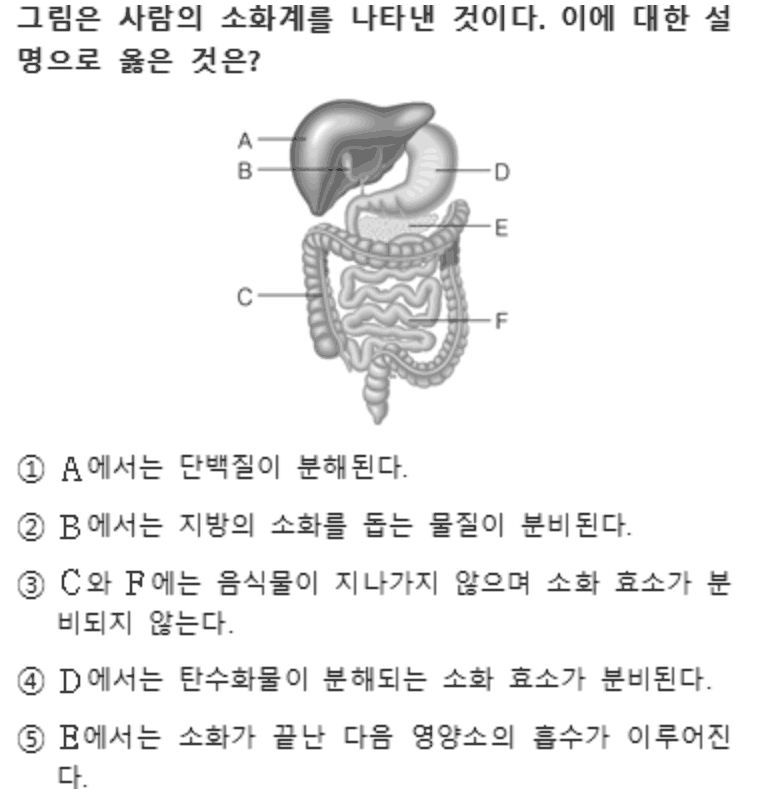 그림은 사람의 소화계를 나타낸 것이다. 이에 대한 설
명으로 옳은 것은?
A
B
D
E
C
F
① A에서는 단백질이 분해된다.
② B에서는 지방의 소화를 돕는 물질이 분비된다.
③ C와 F에는 음식물이 지나가지 않으며 소화 효소가 분
비되지 않는다.
④ D에서는 탄수화물이 분해되는 소화 효소가 분비된다.
⑤ E에서는 소화가 끝난 다음 영양소의 흡수가 이루어진
다.